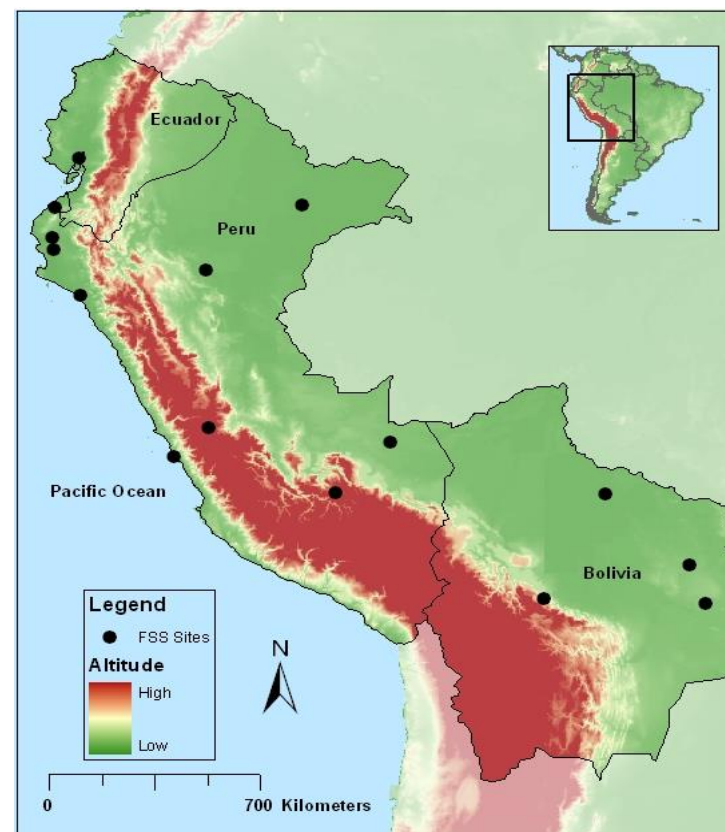 Ecuador
Peru
Pacific Ocean
Bolivia
Legend
FSS Sites
Altitude
High
Low
N
0 700 Kilometers